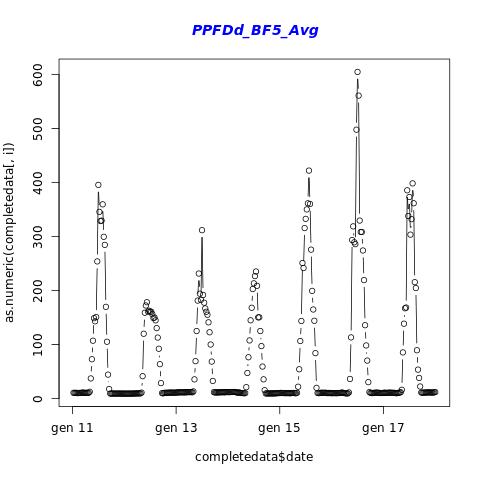 PPFDd_BF5_Avg
as.numeric(completedata[, i])
600
500
400
300
200
100
0
gen 11 gen 13 gen 15 gen 17
completedata$date